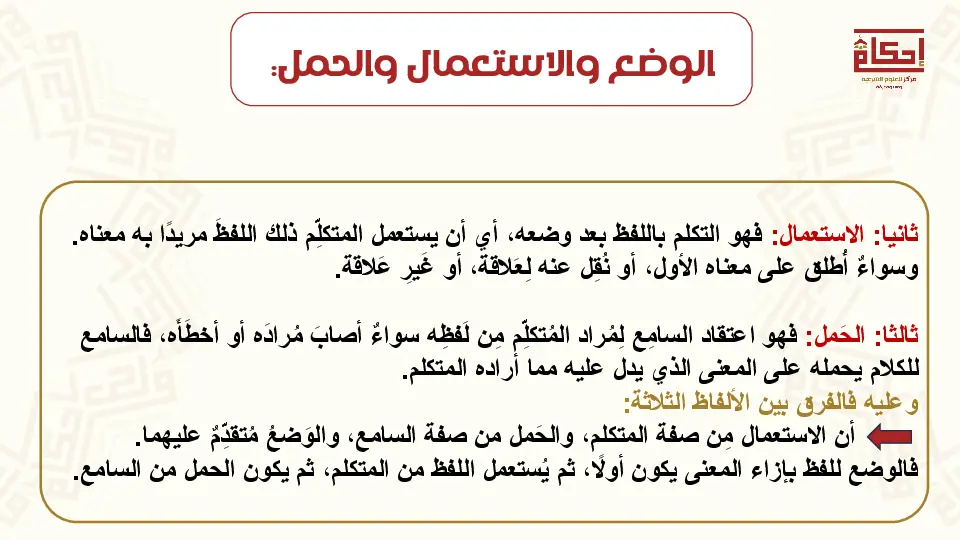 الوضع والاستعمال والحمل:
إحكام
مركز للعلوم الشرعية
ثانيا: الاستعمال: فهو التكلم باللفظ بعد وضعه، أي أن يستعمل المتكلِّم ذلك اللفظَ مريدًا به معناه.
وسواءٌ أُطلق على معناه الأول، أو نُقِل عنه لِعَلاقة، أو غَيرِ عَلاقة.
ثالثا: الحَمل: فهو اعتقاد السامِع لِمُراد المُتكلِّم مِن لَفظِه سواءٌ أصابَ مُرادَه أو أخطَأَه، فالسامع
للكلام يحمله على المعنى الذي يدل عليه مما أراده المتكلم.
وعليه فالفرق بين الألفاظ الثلاثة:
أن الاستعمال مِن صفة المتكلم، والحَمل من صفة السامع، والوَضعُ مُتقدِّمٌ عليهما.
فالوضع للفظ بإزاء المعنى يكون أولًا، ثم يُستعمل اللفظ من المتكلم، ثم يكون الحمل من السامع.